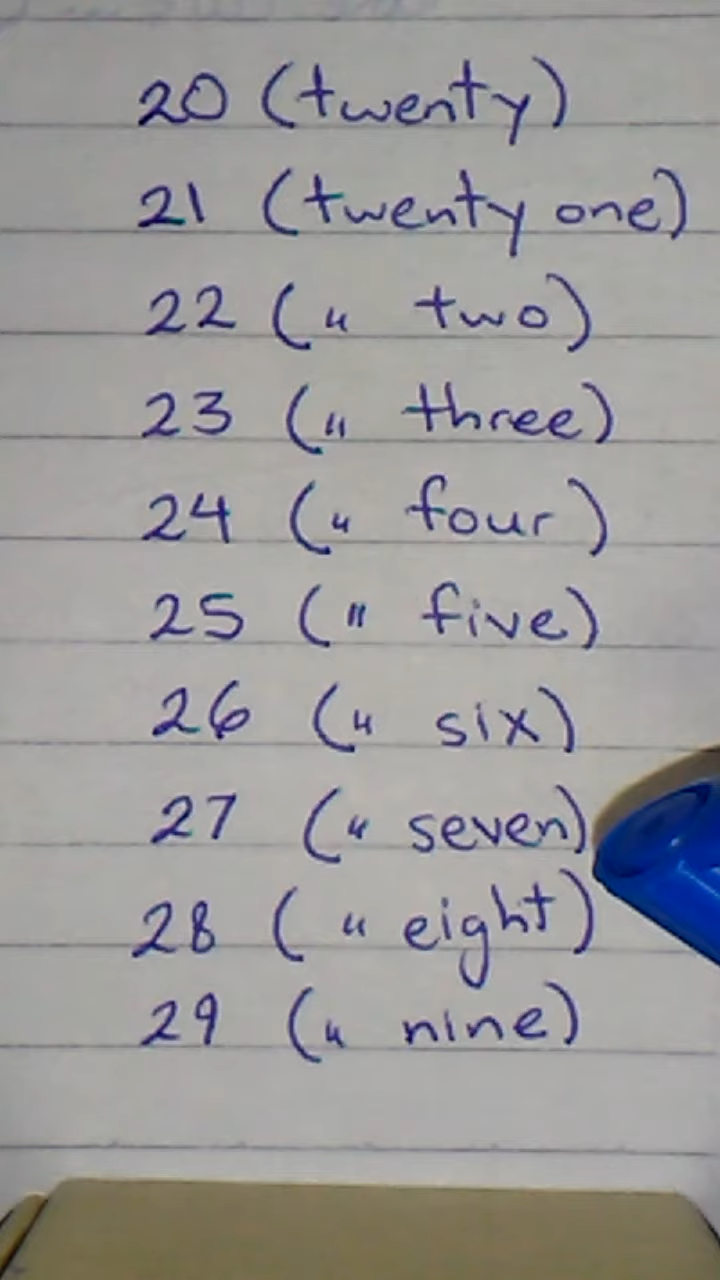 20 (twenty)
21 (twenty one)
22 (" two)
23 (" three)
24 (" four)
25 (" five)
26 (" six)
27 (" seven)
28 (" eight)
29 (" nine)